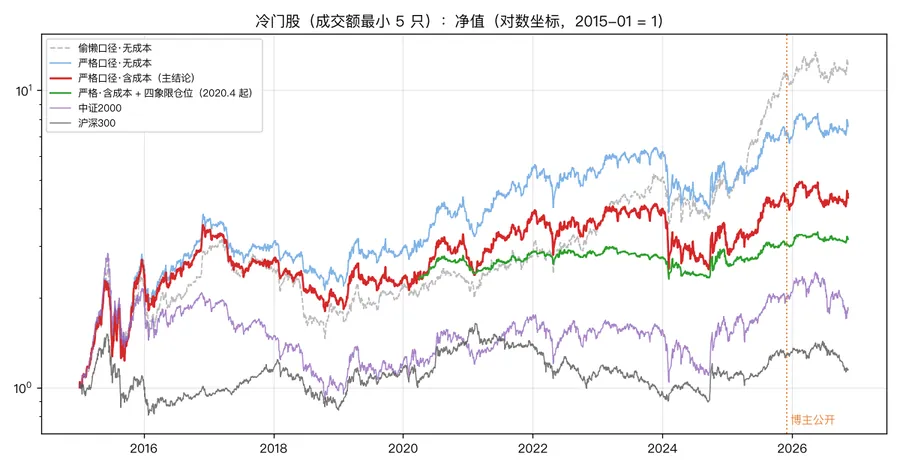 冷门股（成交额最小 5 只）：净值（对数坐标，2015-01 = 1）
偷懒口径·无成本
严格口径·无成本
严格口径·含成本（主结论）
严格·含成本 + 四象限仓位（2020.4 起）
中证2000
沪深300
10¹
10⁰
博主公开
2016 2018 2020 2022 2024 2026